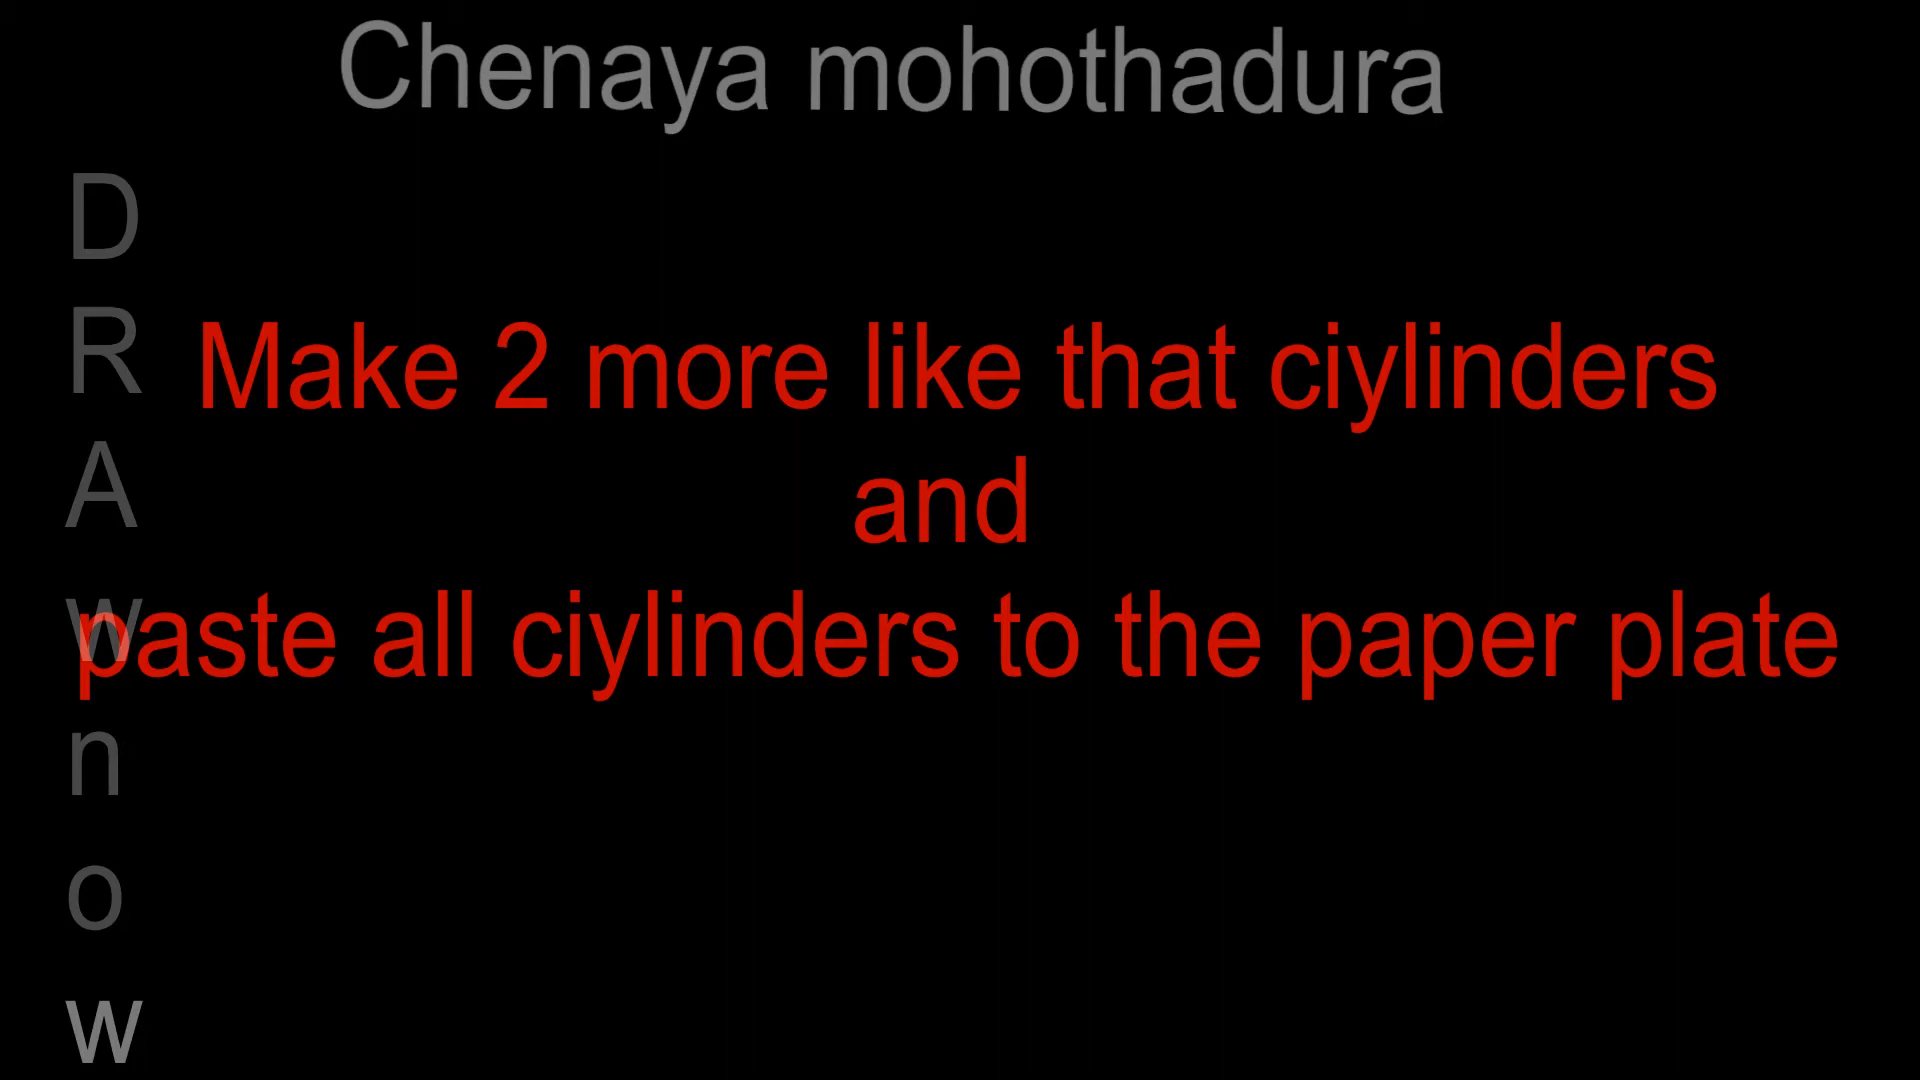 Chenaya mohothadura
D
R
A
w
n
o
w
Make 2 more like that ciylinders
and
paste all ciylinders to the paper plate